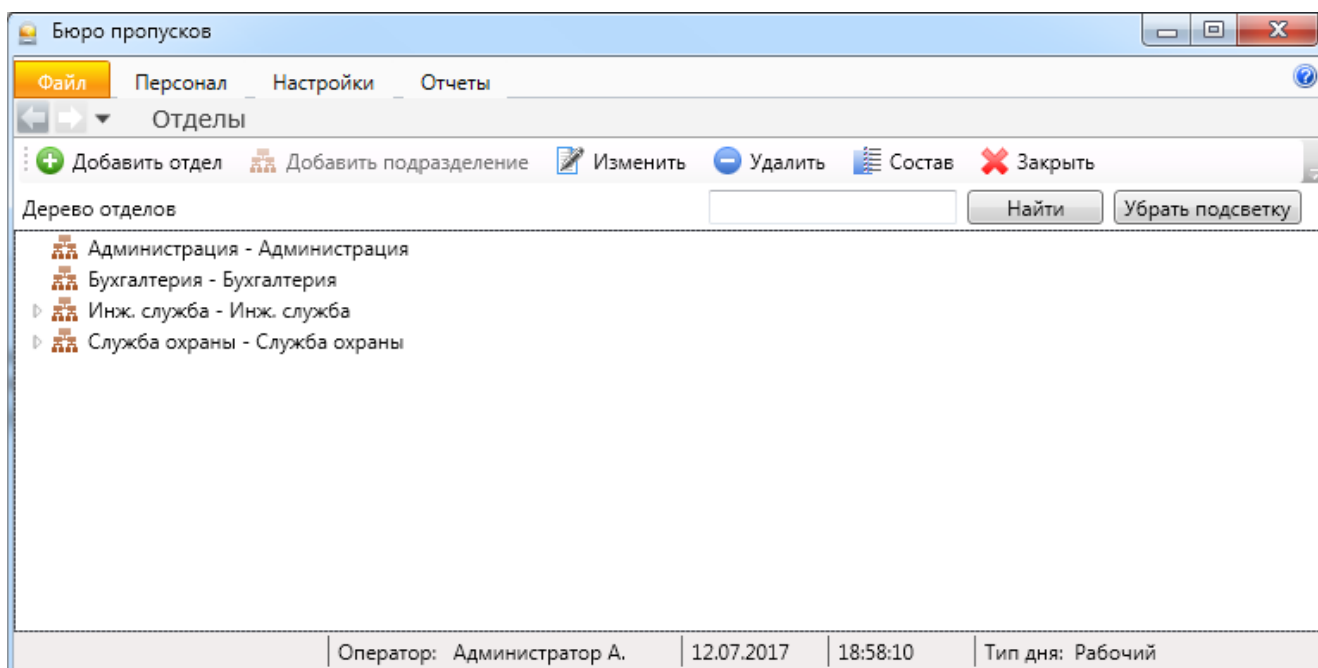 Бюро пропусков
Файл Персонал Настройки Отчеты
Отделы
Добавить отдел Добавить подразделение Изменить Удалить Состав Закрыть
Дерево отделов Найти Убрать подсветку
Администрация - Администрация
Бухгалтерия - Бухгалтерия
Инж. служба - Инж. служба
Служба охраны - Служба охраны
Оператор: Администратор А. 12.07.2017 18:58:10 Тип дня: Рабочий